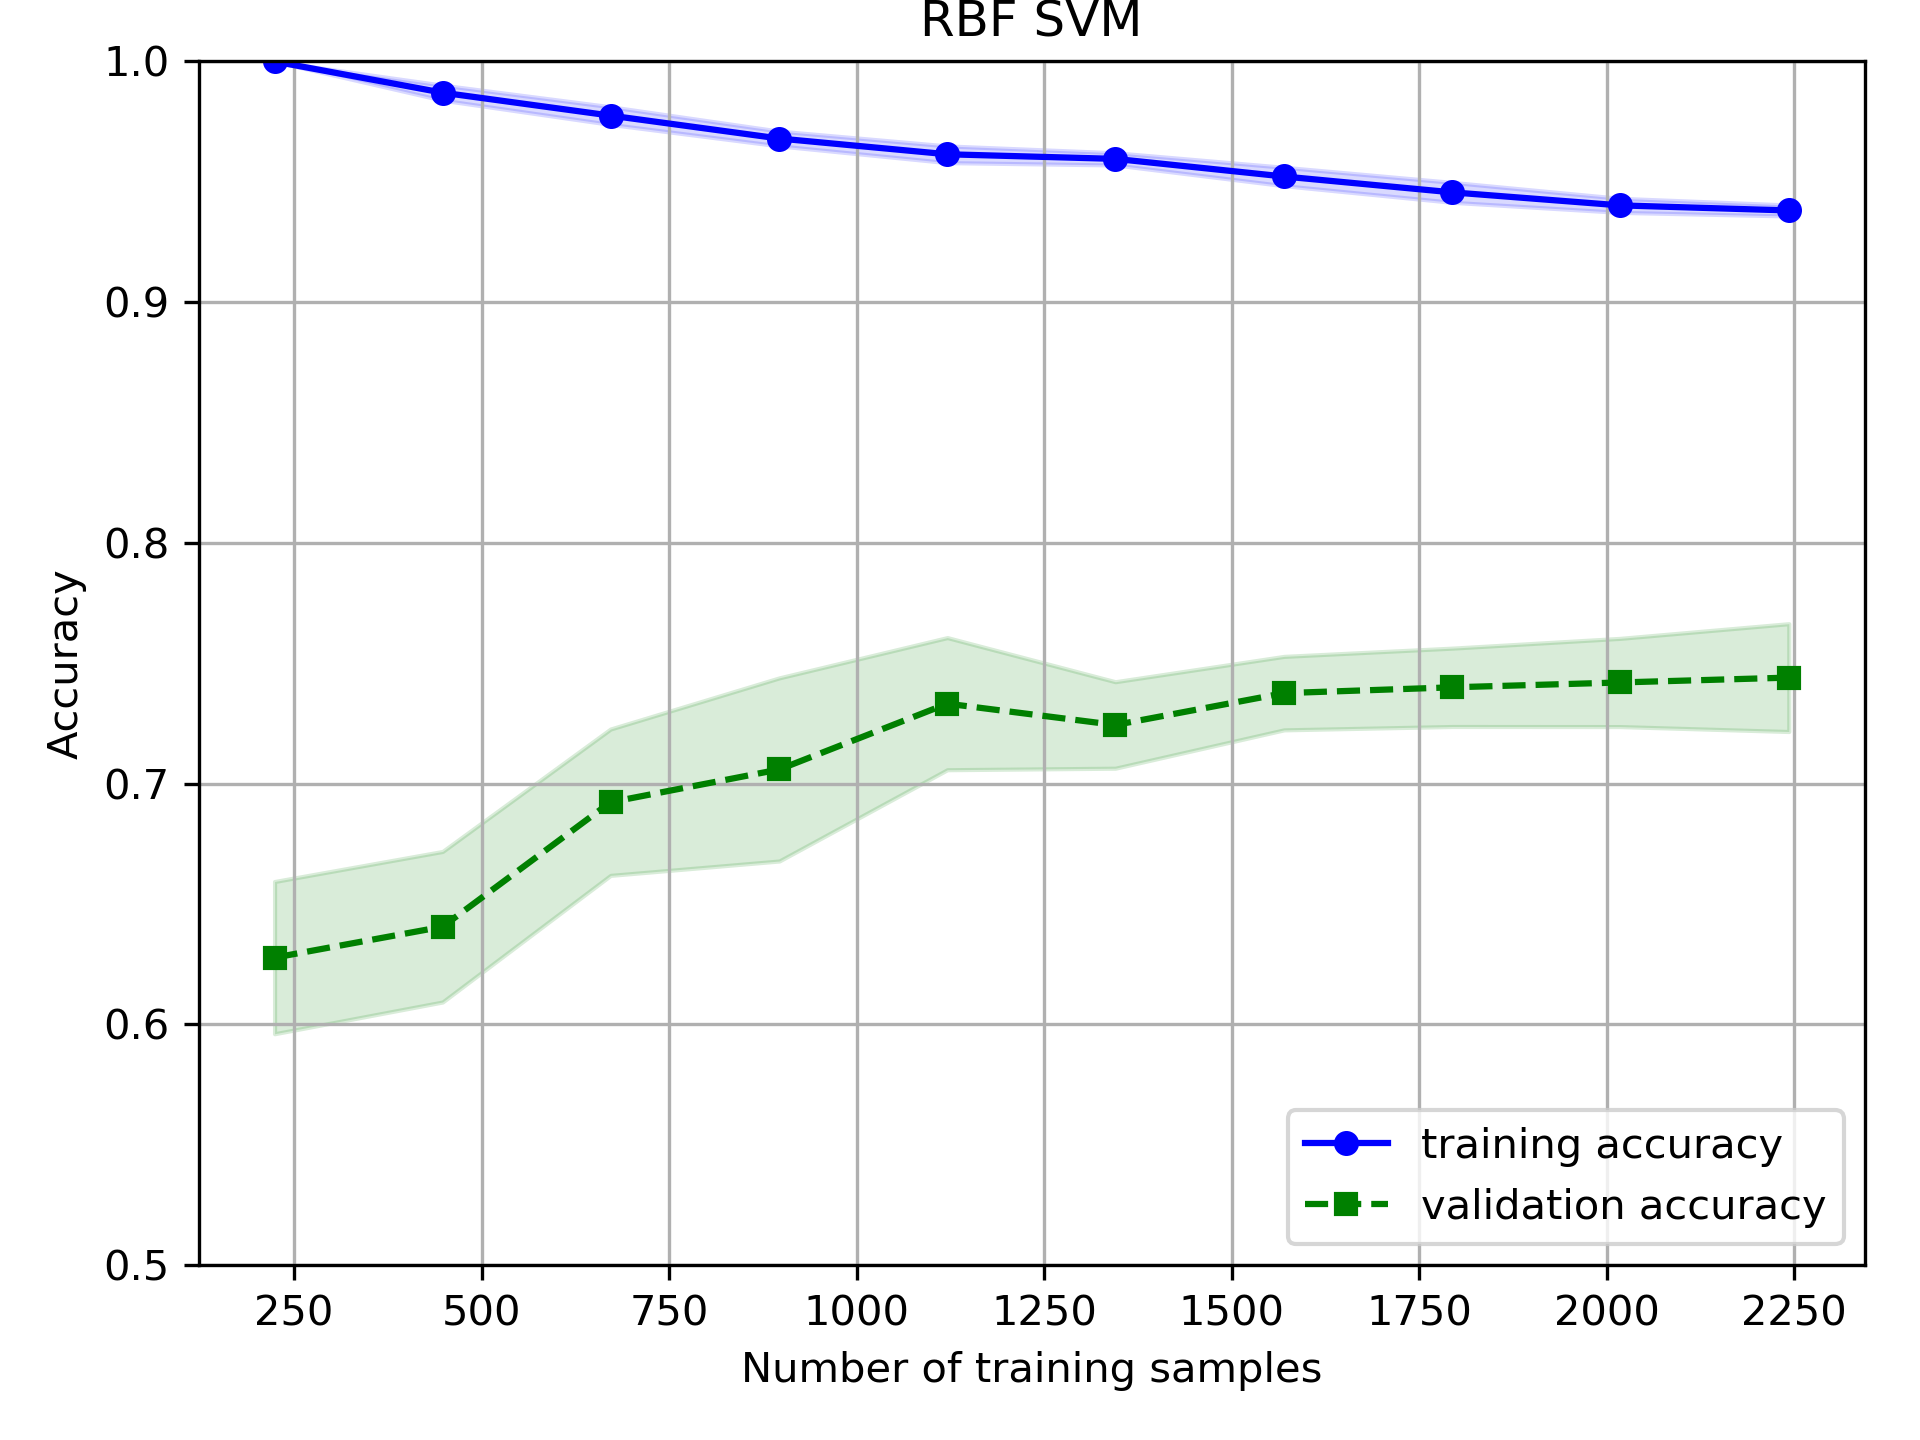 RBF SVM
1.0
0.9
0.8
0.7
0.6
0.5
Accuracy
250 500 750 1000 1250 1500 1750 2000 2250
Number of training samples
training accuracy
validation accuracy